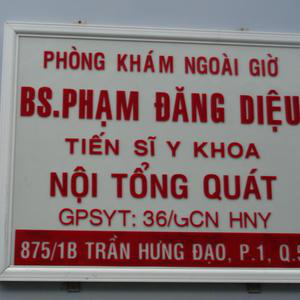 PHÒNG KHÁM NGOÀI GIỜ
BS.PHẠM ĐĂNG DIỆU
TIẾN SĨ Y KHOA
NỘI TỔNG QUÁT
GPSYT: 36/GCN HNY
875/1B TRẦN HƯNG ĐẠO, P.1, Q.5